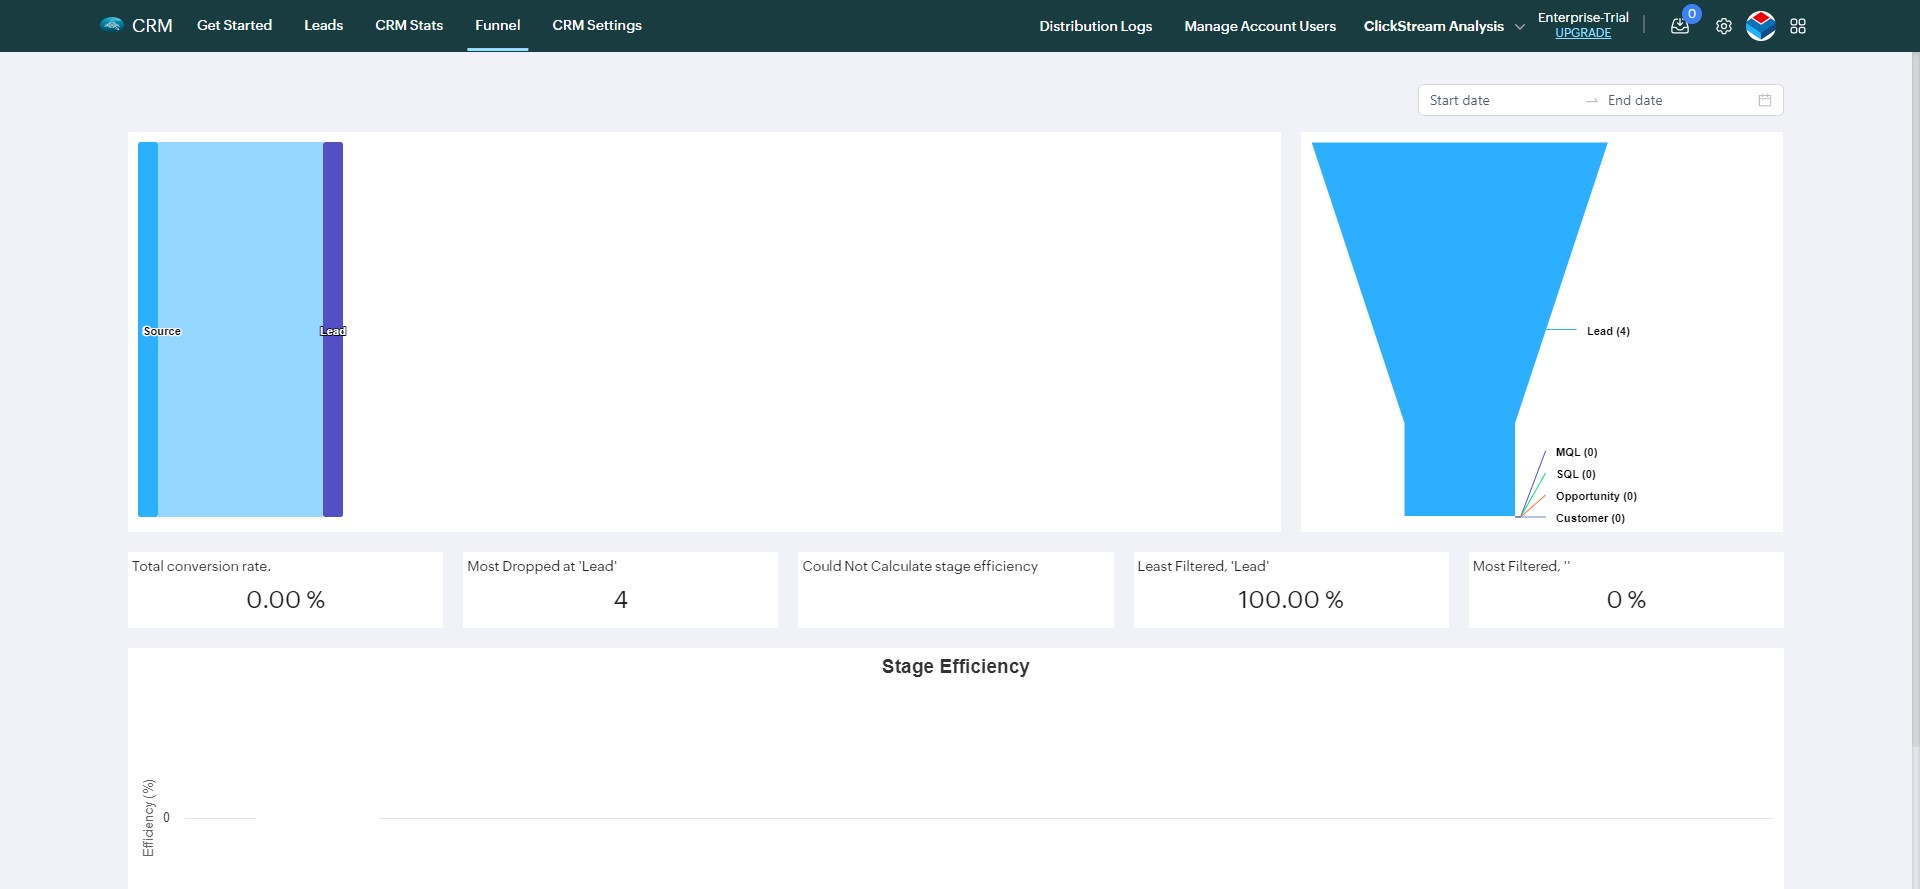 CRM
Get Started
Leads
CRM Stats
Funnel
CRM Settings
Distribution Logs
Manage Account Users
ClickStream Analysis
Enterprise-Trial
UPGRADE
0
Start date
End date
Source
Lead
Lead (4)
MQL (0)
SQL (0)
Opportunity (0)
Customer (0)
Total conversion rate.
0.00 %
Most Dropped at 'Lead'
4
Could Not Calculate stage efficiency
Least Filtered, 'Lead'
100.00 %
Most Filtered, ''
0 %
Stage Efficiency
Efficiency (%)
0